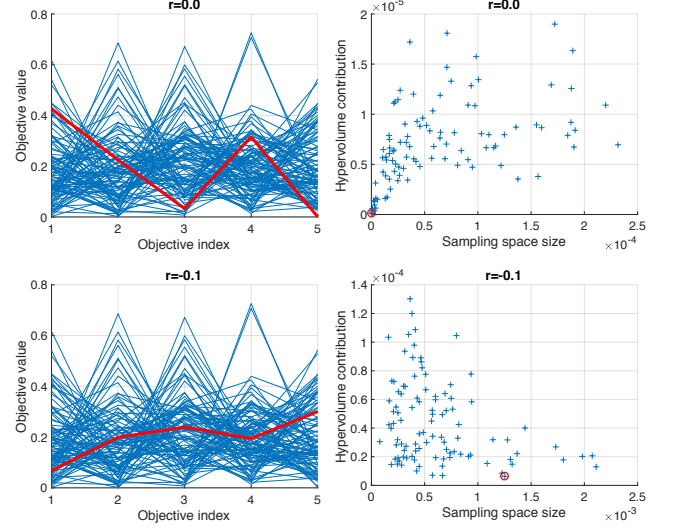 r=0.0
Objective value
0.8
0.6
0.4
0.2
0
1 2 3 4 5
Objective index
r=0.0
×10-5
Hypervolume contribution
2
1.5
1
0.5
0
0 0.5 1 1.5 2 2.5
Sampling space size
×10-4
r=-0.1
Objective value
0.8
0.6
0.4
0.2
0
1 2 3 4 5
Objective index
r=-0.1
×10-4
Hypervolume contribution
1.4
1.2
1
0.8
0.6
0.4
0.2
0
0 0.5 1 1.5 2 2.5
Sampling space size
×10-3